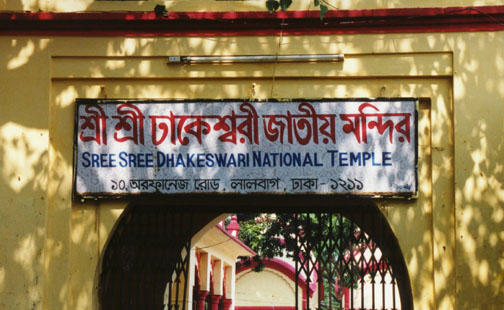 শ্রী শ্রী ঢাকেশ্বরী জাতীয় মন্দির
SREE SREE DHAKESWARI NATIONAL TEMPLE
১০, অরফানেজ রোড, লালবাগ, ঢাকা - ১২১১